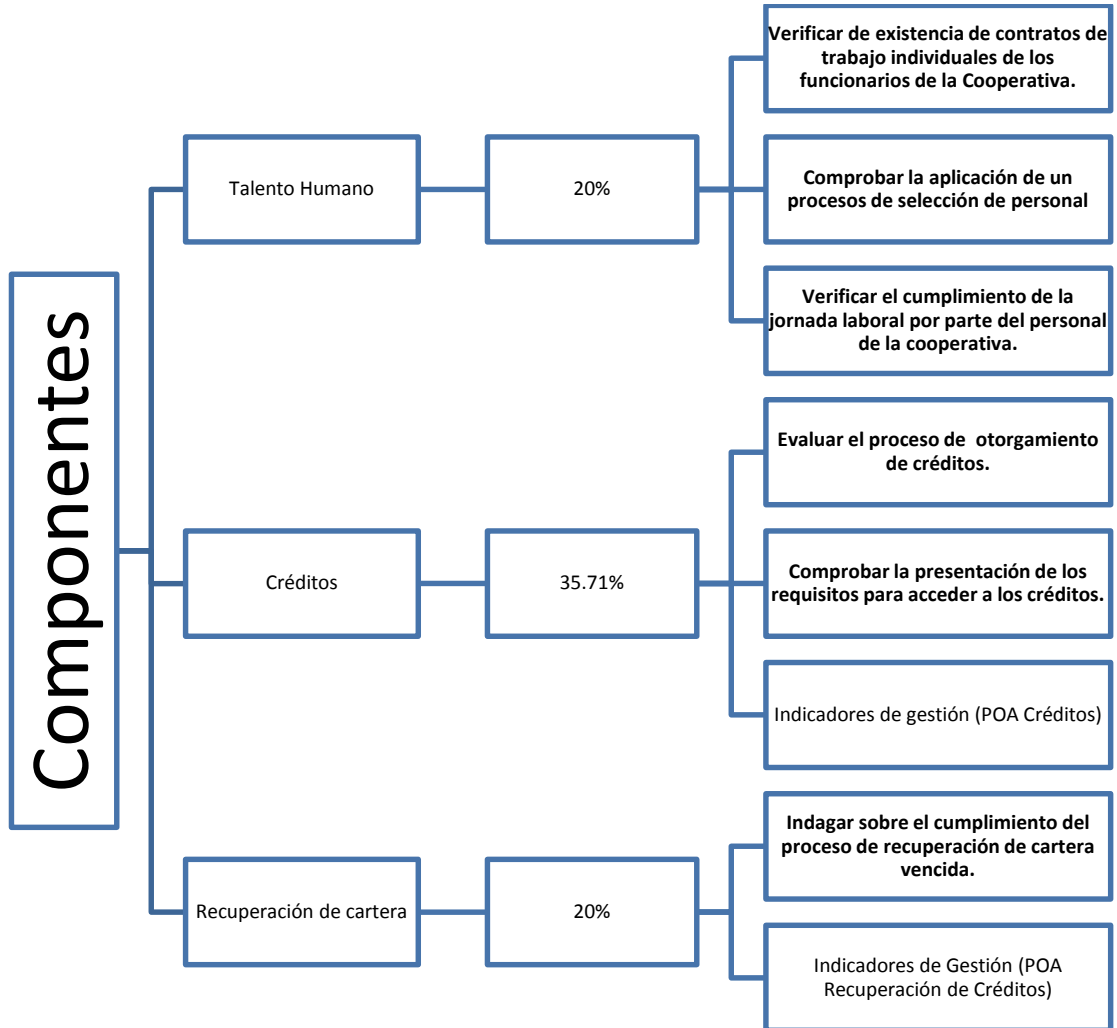 Componentes
Talento Humano
20%
Verificar de existencia de contratos de
trabajo individuales de los
funcionarios de la Cooperativa.
Comprobar la aplicación de un
procesos de selección de personal
Verificar el cumplimiento de la
jornada laboral por parte del personal
de la cooperativa.
Créditos
35.71%
Evaluar el proceso de otorgamiento
de créditos.
Comprobar la presentación de los
requisitos para acceder a los créditos.
Indicadores de gestión (POA Créditos)
Recuperación de cartera
20%
Indagar sobre el cumplimiento del
proceso de recuperación de cartera
vencida.
Indicadores de Gestión (POA
Recuperación de Créditos)